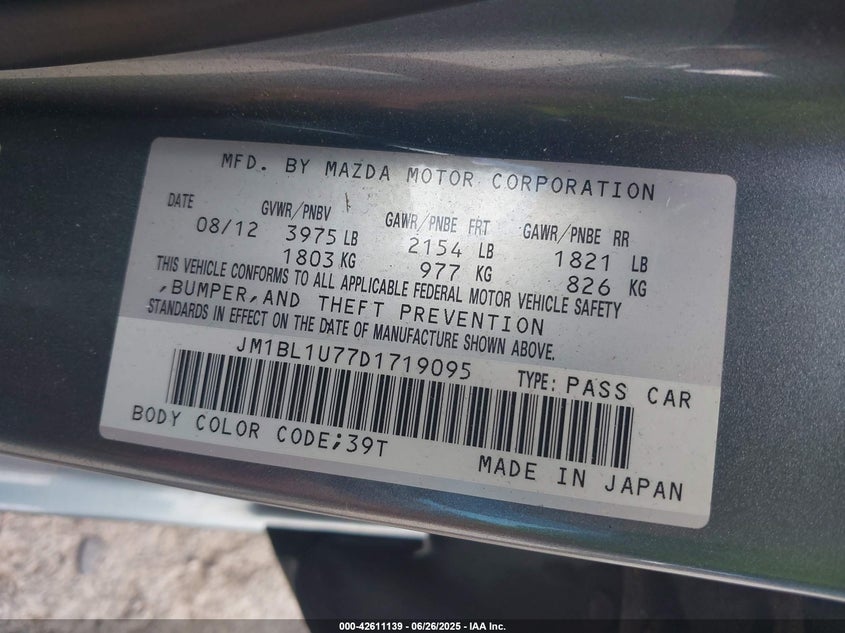 MFD. BY MAZDA MOTOR CORPORATION
DATE GVWR/PNBV GAWR/PNBE FRT GAWR/PNBE RR
08/12 3975 LB 2154 LB 1821 LB
1803 KG 977 KG 826 KG
THIS VEHICLE CONFORMS TO ALL APPLICABLE FEDERAL MOTOR VEHICLE SAFETY
,BUMPER,AND THEFT PREVENTION
STANDARDS IN EFFECT ON THE DATE OF MANUFACTURE SHOWN ABOVE.
JM1BL1U77D1719095 TYPE: PASS CAR
BODY COLOR CODE;39T
MADE IN JAPAN
000-42611139 - 06/26/2025 - IAA Inc.